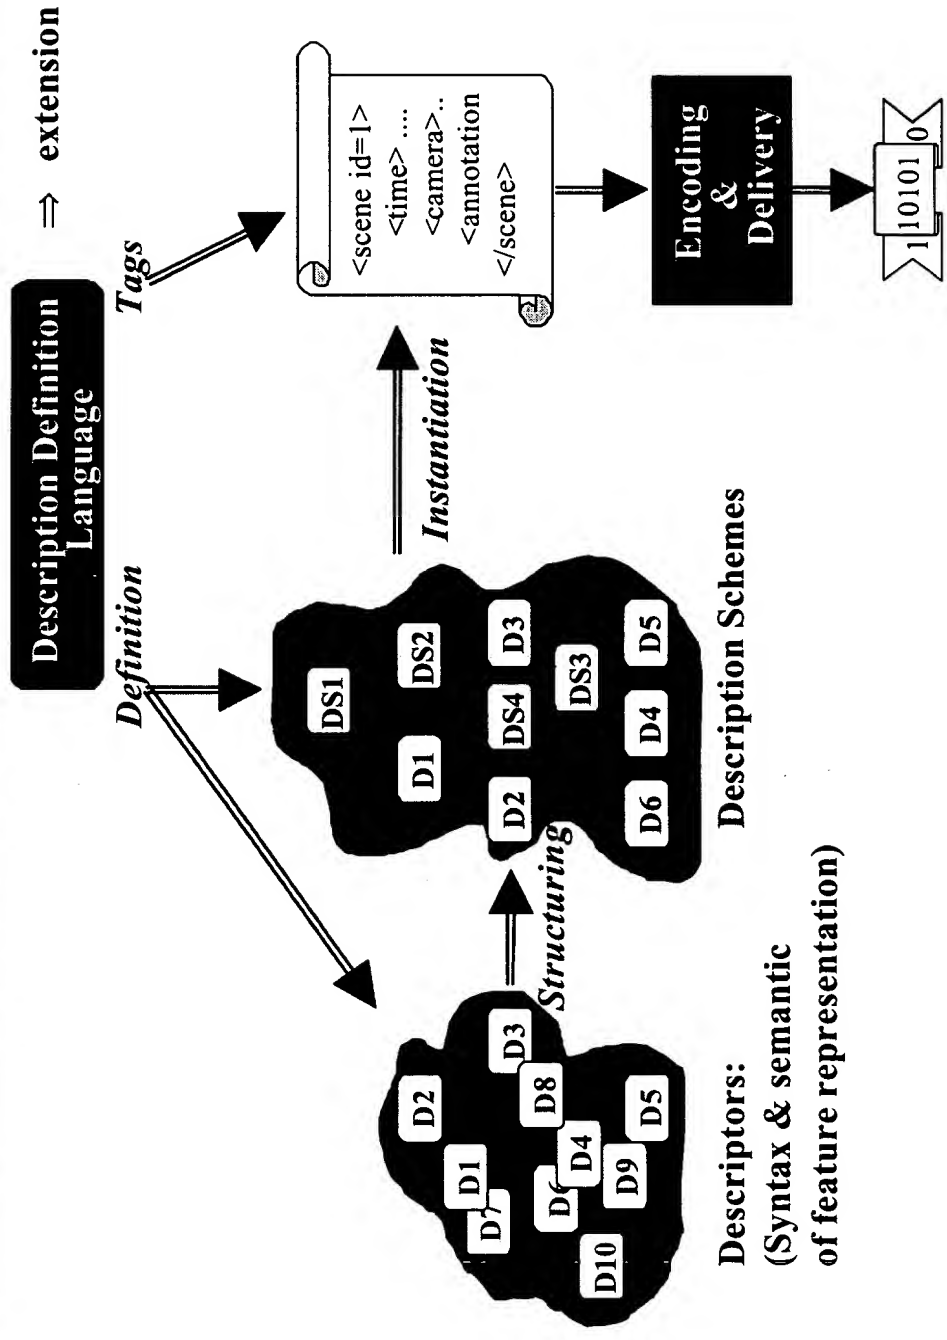 Description Definition
Language
⇒ extension
Definition
Tags
DS1
D1
DS2
D2
DS4
D3
DS3
D6
D4
D5
Description Schemes
Structuring
Instantiation
<scene id=1>
<time> ....
<camera>..
<annotation
</scene>
Encoding
&
Delivery
1 10101 0
D2
D1
D7
D3
D8
D6
D4
D9
D5
D10
Descriptors:
(Syntax & semantic
of feature representation)